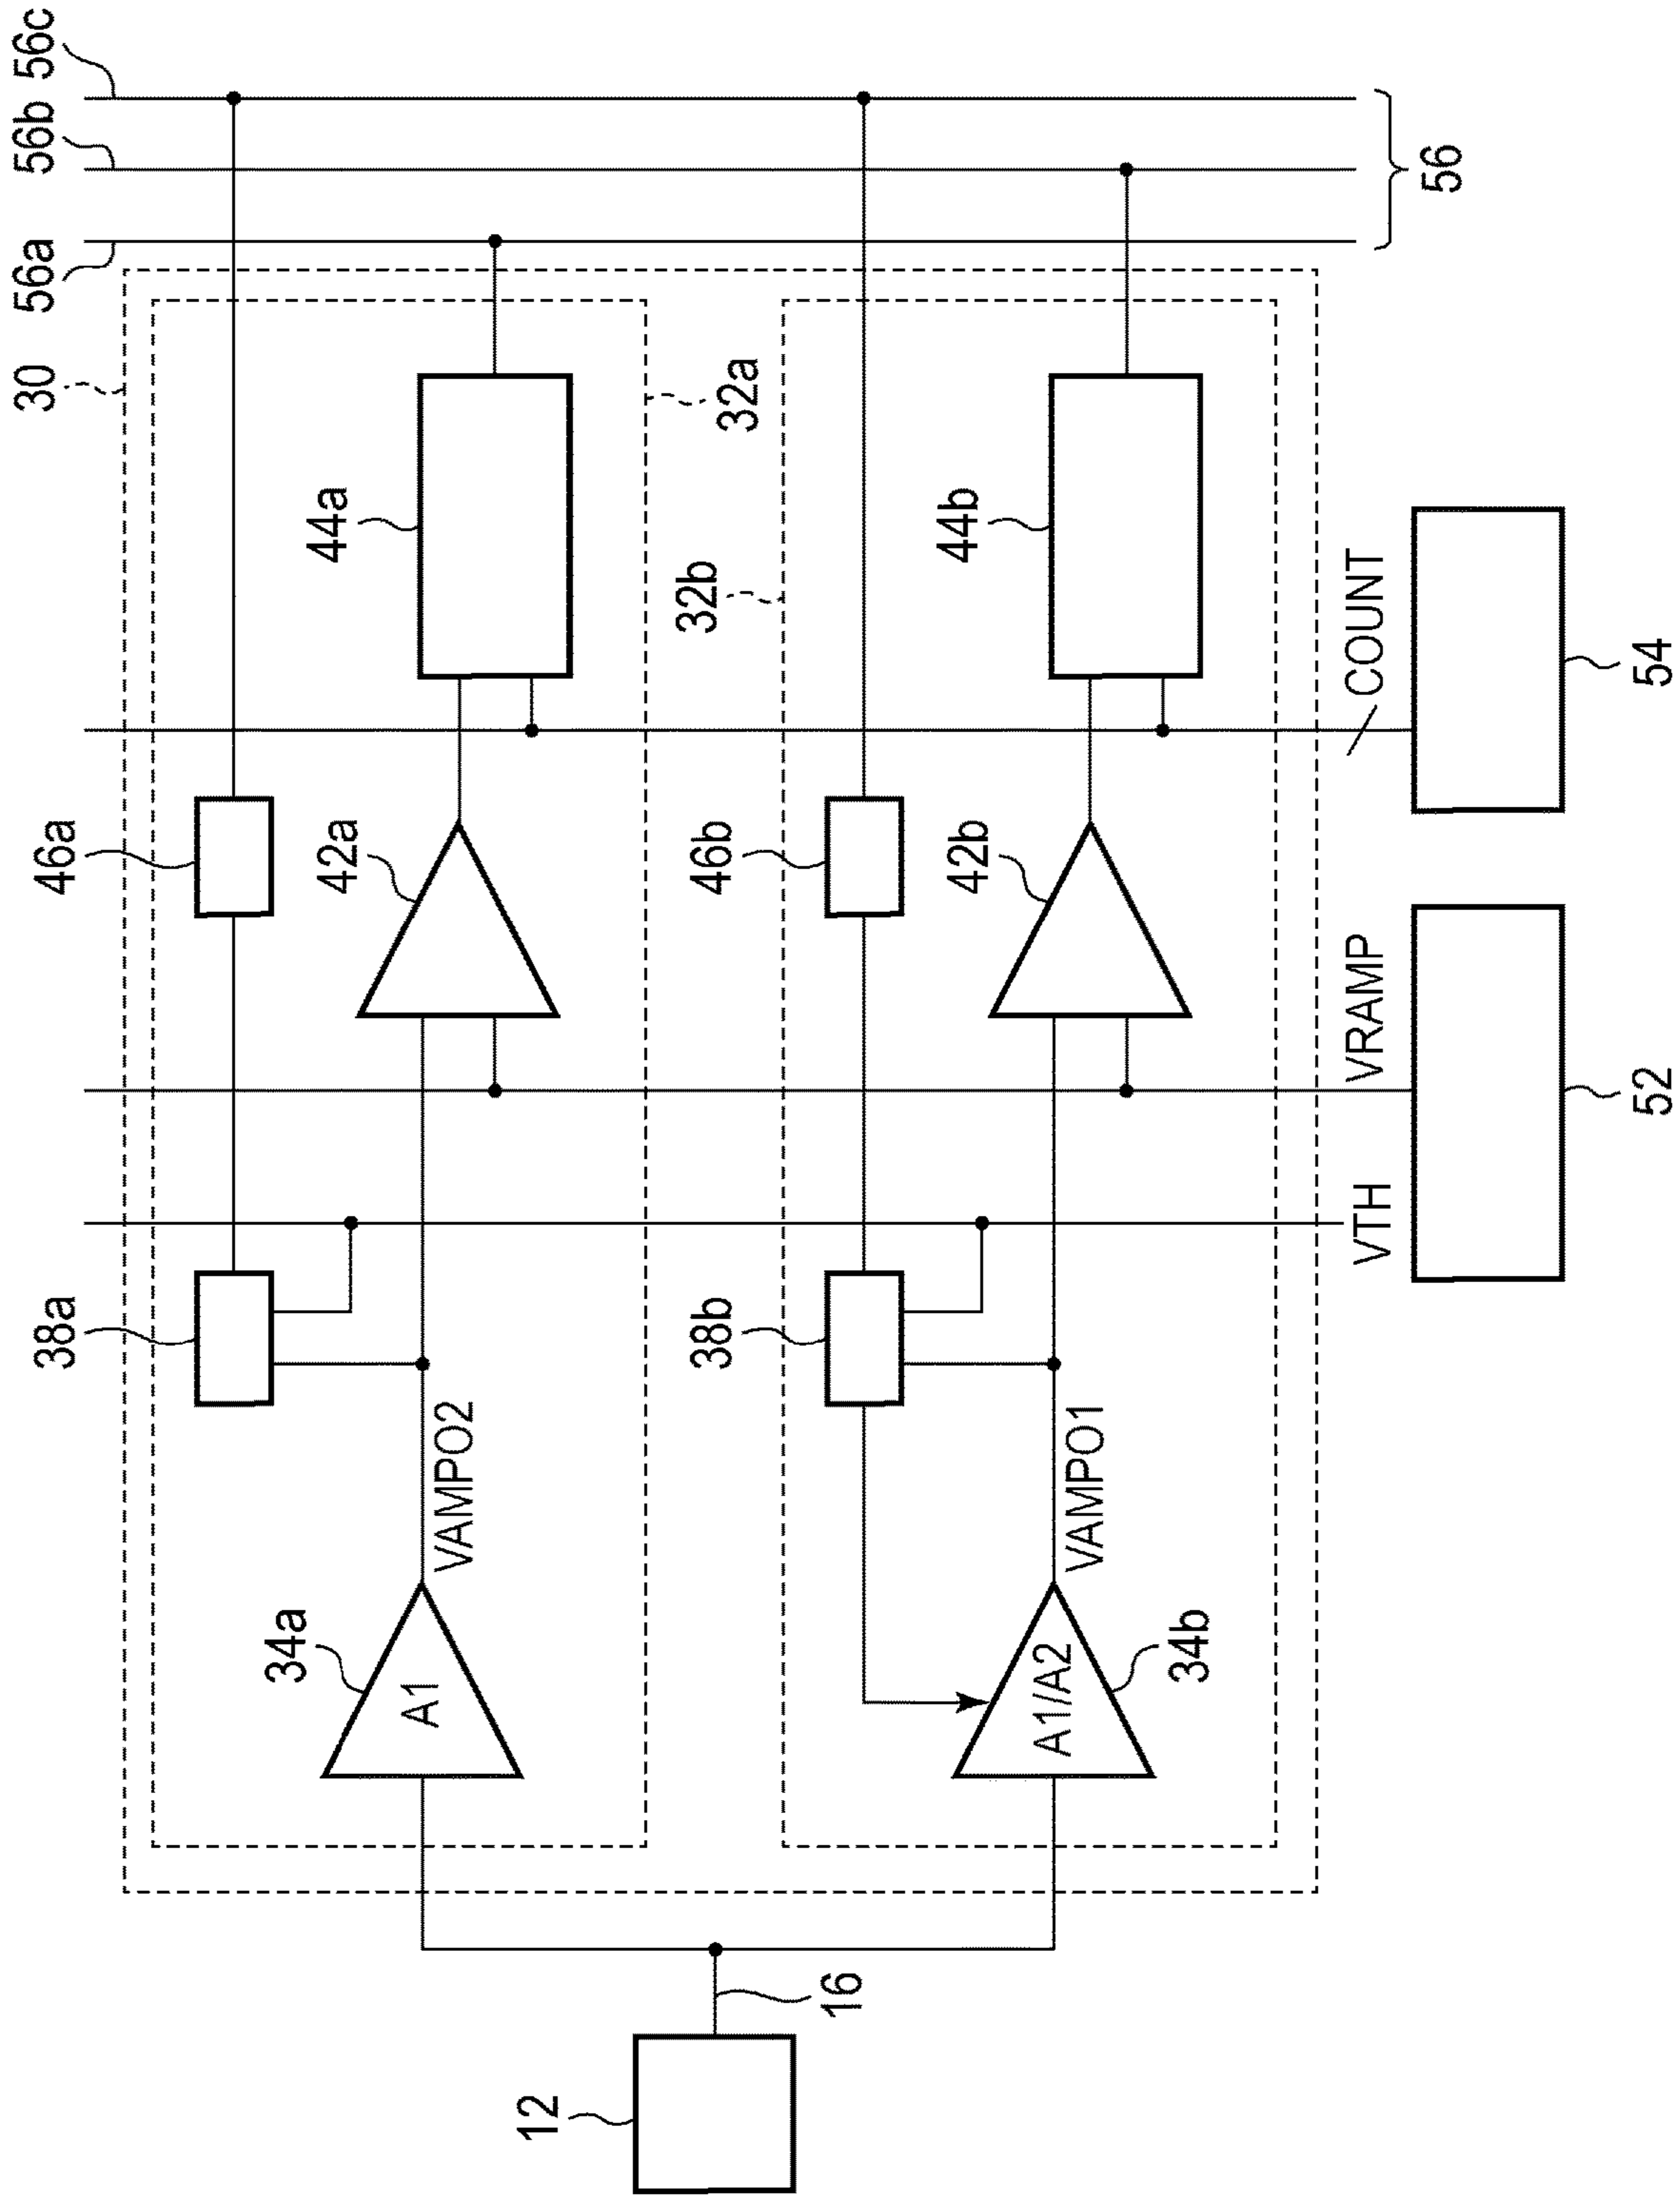 12
16
30
32a
34a
A1
VAMPO2
38a
46a
42a
44a
32b
34b
A1/A2
VAMPO1
38b
46b
42b
44b
VTH
VRAMP
COUNT
52
54
56a
56b
56c
56